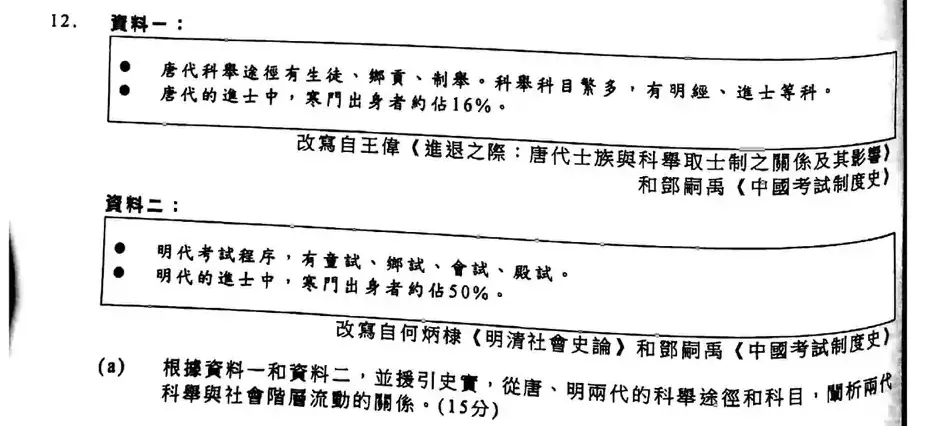 12. 資料一：
● 唐代科舉途徑有生徒、鄉貢、制舉。科舉科目繁多，有明經、進士等科。
● 唐代的進士中，寒門出身者約佔16%。
改寫自王偉《進退之際：唐代士族與科舉取士制之關係及其影響》
和鄧嗣禹《中國考試制度史》
資料二：
● 明代考試程序，有童試、鄉試、會試、殿試。
● 明代的進士中，寒門出身者約佔50%。
改寫自何炳棣《明清社會史論》和鄧嗣禹《中國考試制度史》
(a) 根據資料一和資料二，並援引史實，從唐、明兩代的科舉途徑和科目，闡析兩代
科舉與社會階層流動的關係。(15分)